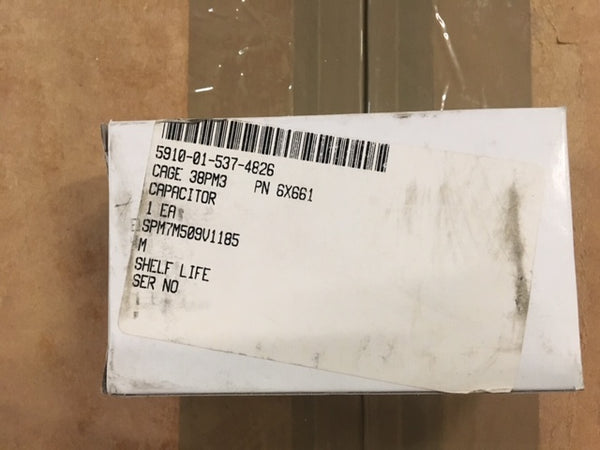 5910-01-537-4826
CAGE 38PM3 PN 6X661
CAPACITOR
1 EA
SPM7M509V1185
M
SHELF LIFE
SER NO